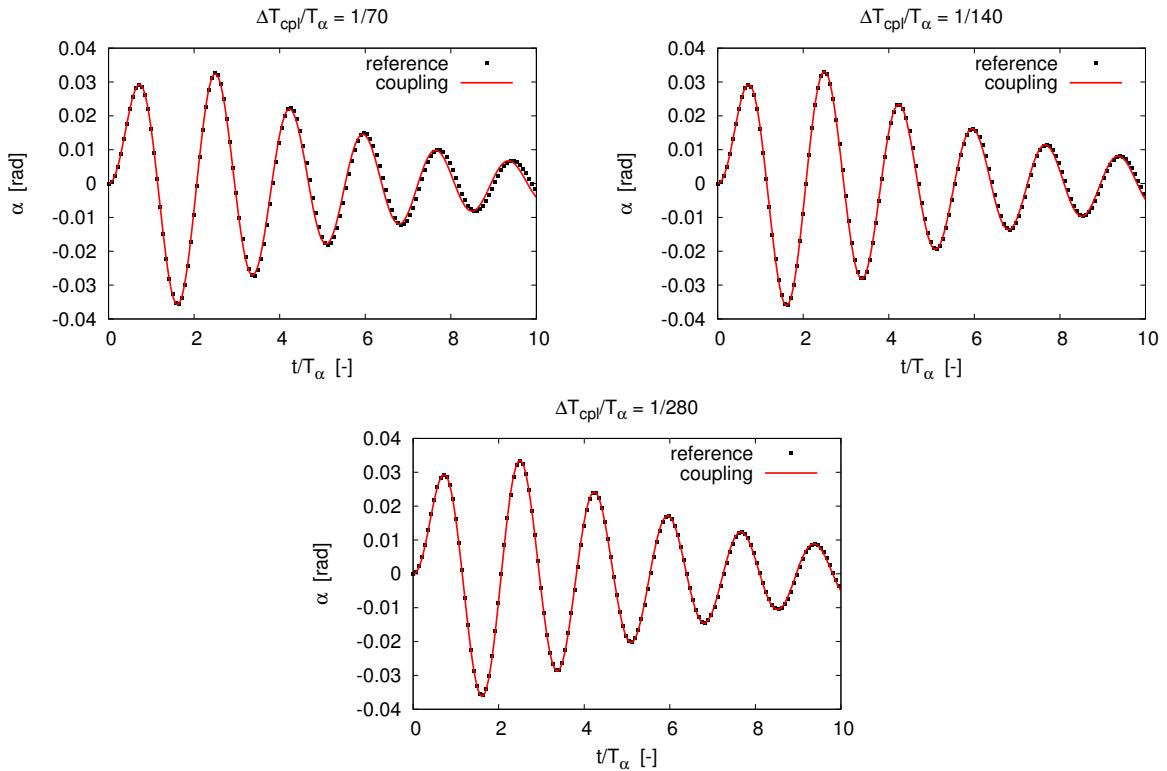 ΔT_cpl/T_α = 1/70
0.04
0.03
0.02
0.01
0
-0.01
-0.02
-0.03
-0.04
0 2 4 6 8 10
α [rad]
t/T_α [-]
reference
coupling
ΔT_cpl/T_α = 1/140
0.04
0.03
0.02
0.01
0
-0.01
-0.02
-0.03
-0.04
0 2 4 6 8 10
α [rad]
t/T_α [-]
reference
coupling
ΔT_cpl/T_α = 1/280
0.04
0.03
0.02
0.01
0
-0.01
-0.02
-0.03
-0.04
0 2 4 6 8 10
α [rad]
t/T_α [-]
reference
coupling